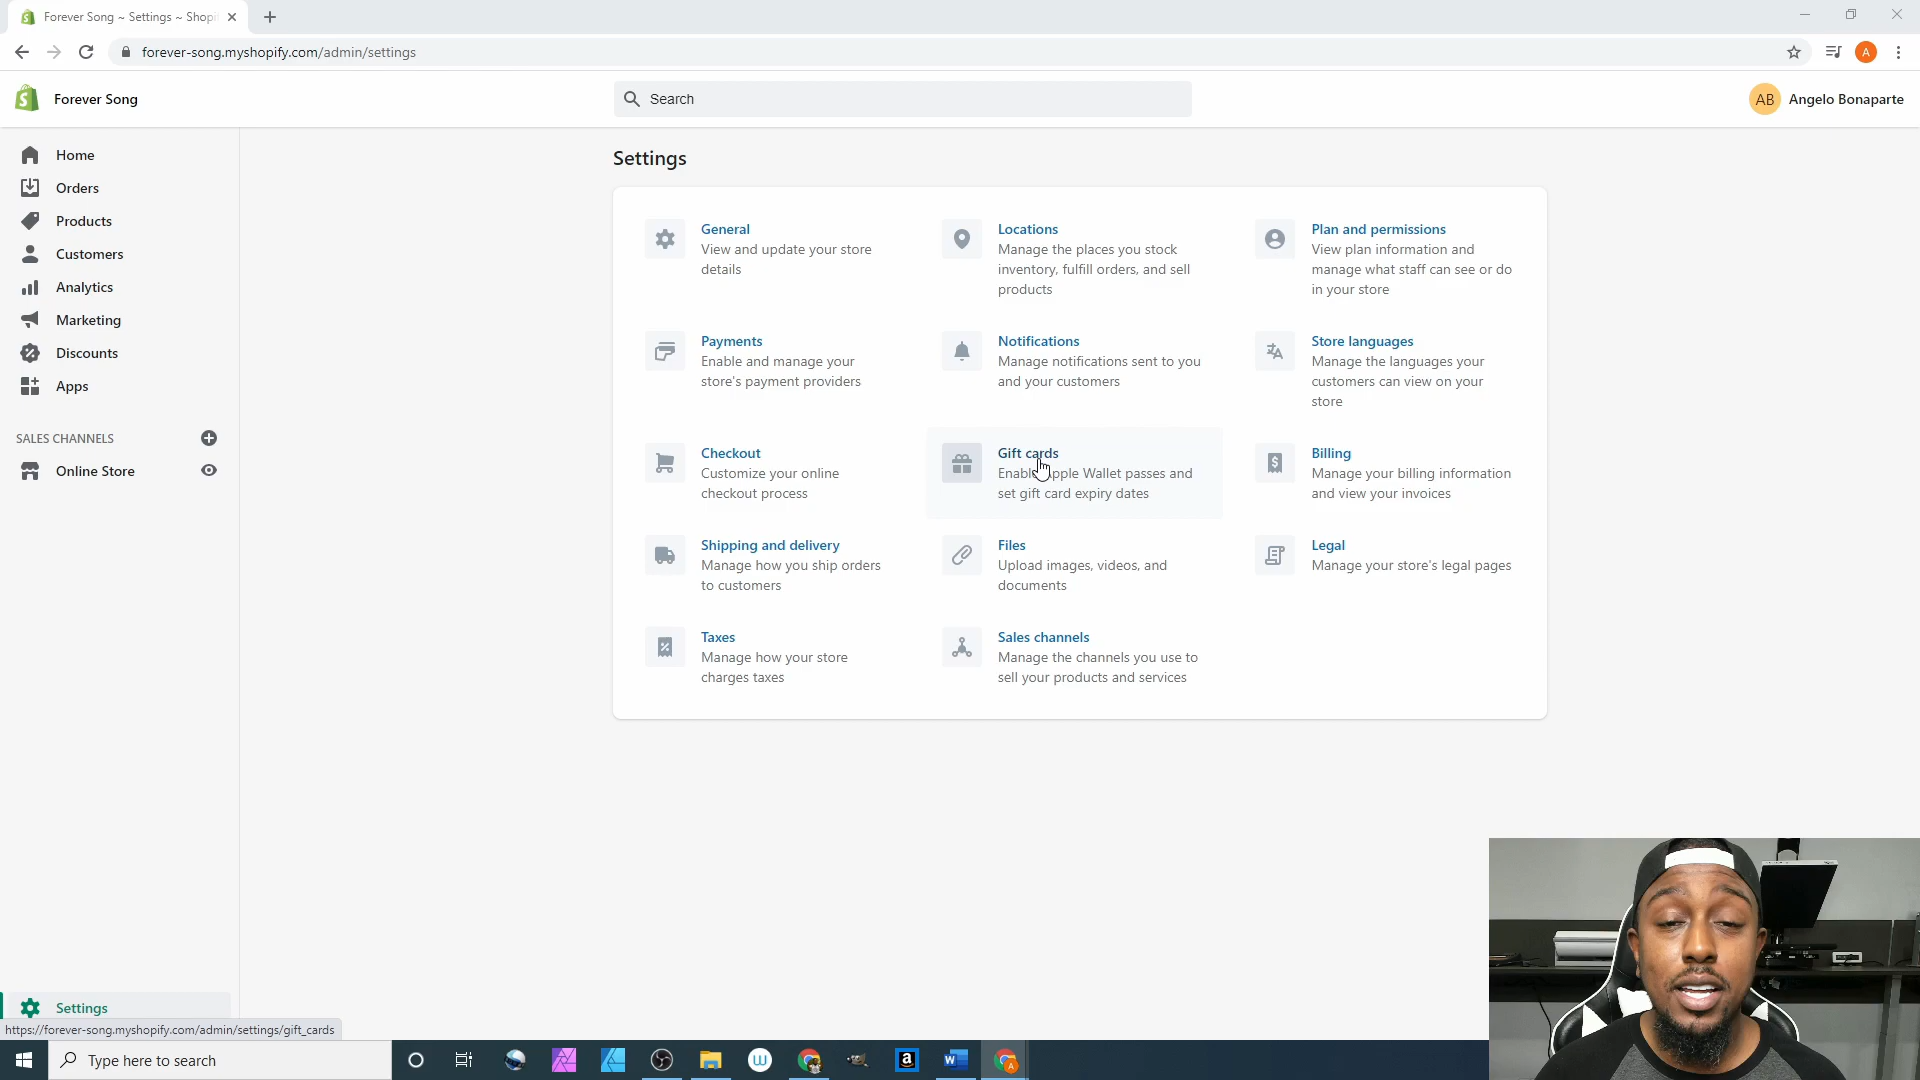 Forever Song ~ Settings ~ Shopi
forever-song.myshopify.com/admin/settings
A
Forever Song
Search
AB
Angelo Bonaparte
Home
Orders
Products
Customers
Analytics
Marketing
Discounts
Apps
SALES CHANNELS
Online Store
Settings
General
View and update your store
details
Locations
Manage the places you stock
inventory, fulfill orders, and sell
products
Plan and permissions
View plan information and
manage what staff can see or do
in your store
Payments
Enable and manage your
store's payment providers
Notifications
Manage notifications sent to you
and your customers
Store languages
Manage the languages your
customers can view on your
store
Checkout
Customize your online
checkout process
Gift cards
Enable Apple Wallet passes and
set gift card expiry dates
Billing
Manage your billing information
and view your invoices
Shipping and delivery
Manage how you ship orders
to customers
Files
Upload images, videos, and
documents
Legal
Manage your store's legal pages
Taxes
Manage how your store
charges taxes
Sales channels
Manage the channels you use to
sell your products and services
Settings
https://forever-song.myshopify.com/admin/settings/gift_cards
Type here to search